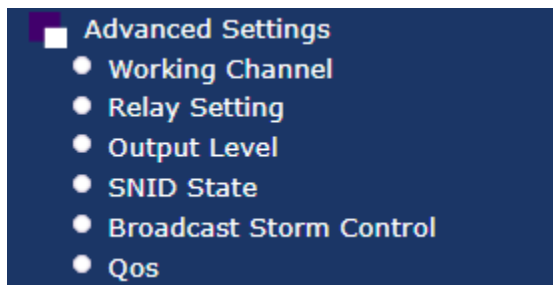 Advanced Settings
Working Channel
Relay Setting
Output Level
SNID State
Broadcast Storm Control
Qos